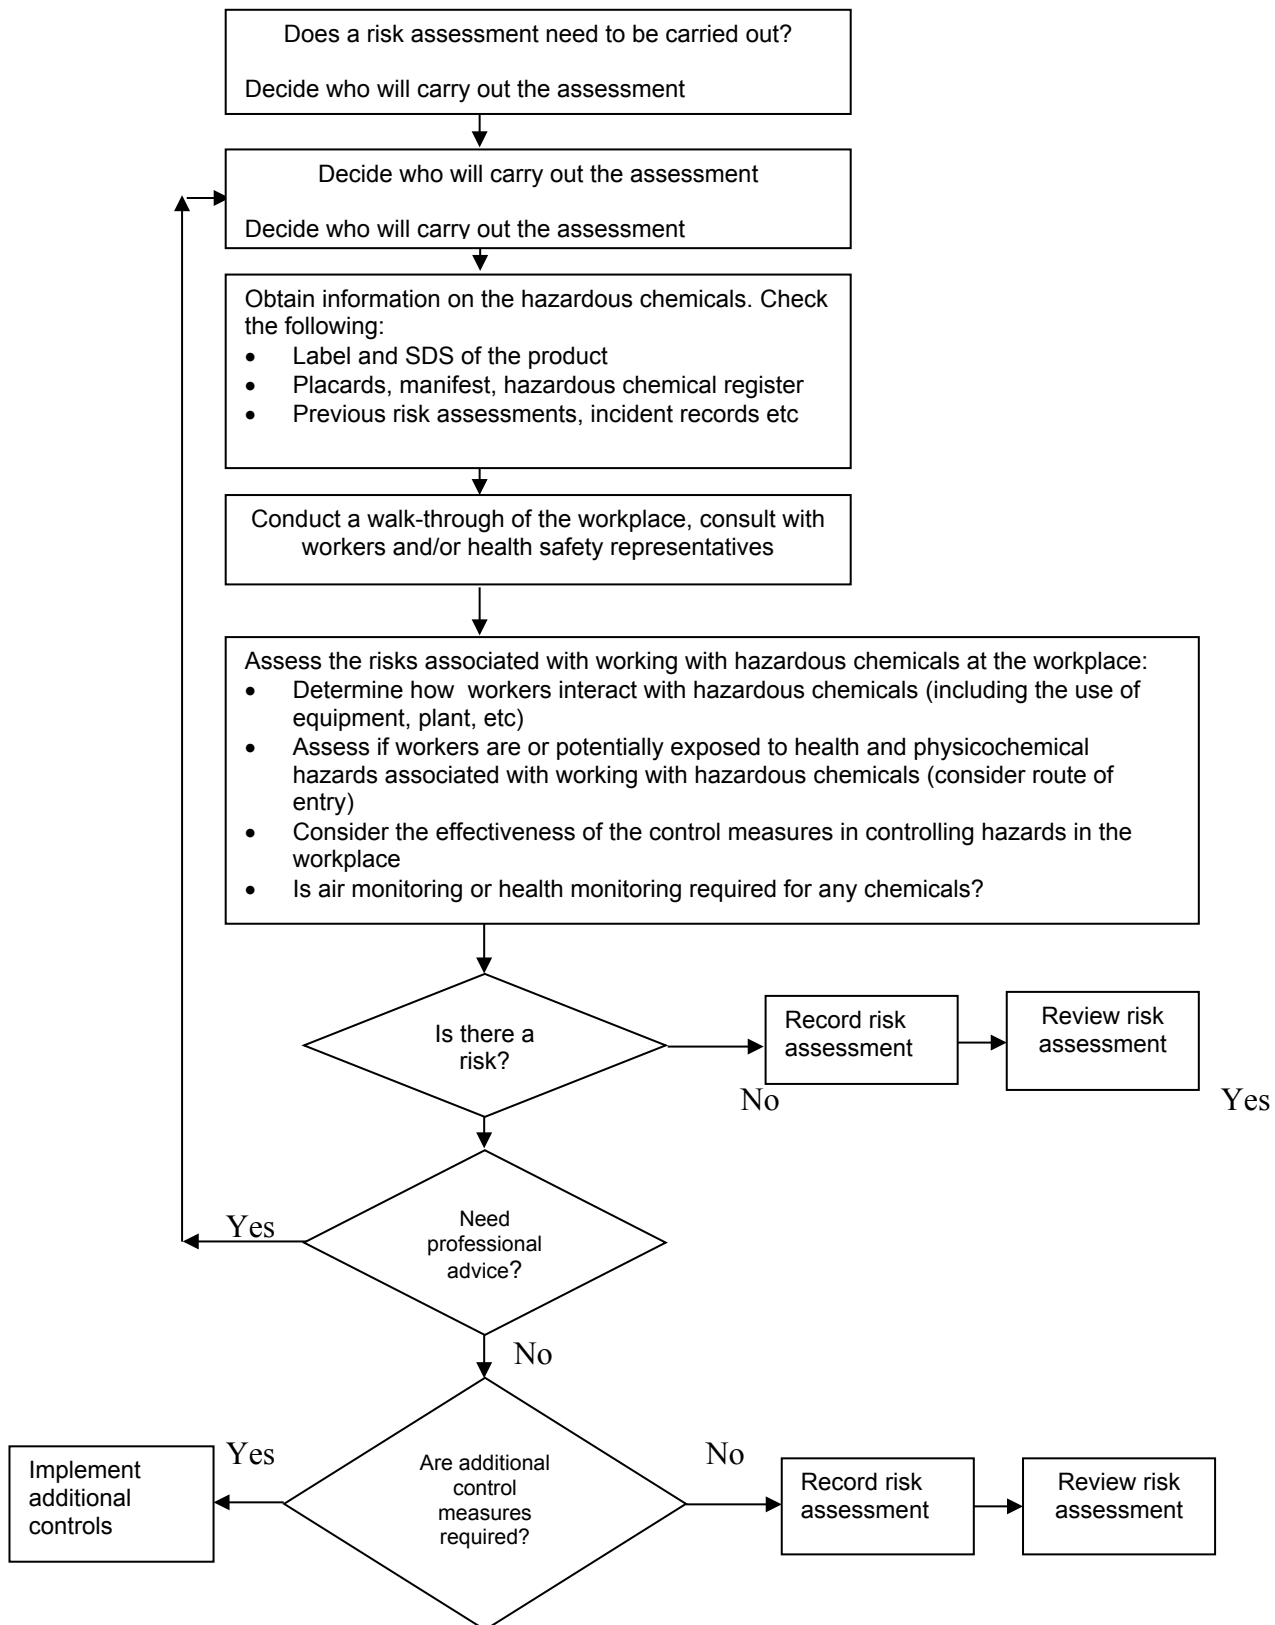 Does a risk assessment need to be carried out?
Decide who will carry out the assessment
Decide who will carry out the assessment
Decide who will carry out the assessment
Obtain information on the hazardous chemicals. Check
the following:
• Label and SDS of the product
• Placards, manifest, hazardous chemical register
• Previous risk assessments, incident records etc
Conduct a walk-through of the workplace, consult with
workers and/or health safety representatives
Assess the risks associated with working with hazardous chemicals at the workplace:
• Determine how  workers interact with hazardous chemicals (including the use of
equipment, plant, etc)
• Assess if workers are or potentially exposed to health and physicochemical
hazards associated with working with hazardous chemicals (consider route of
entry)
• Consider the effectiveness of the control measures in controlling hazards in the
workplace
• Is air monitoring or health monitoring required for any chemicals?
Is there a
risk?
Record risk
assessment
Review risk
assessment
No
Yes
Yes
Need
professional
advice?
No
Implement
additional
controls
Yes
Are additional
control
measures
required?
No
Record risk
assessment
Review risk
assessment